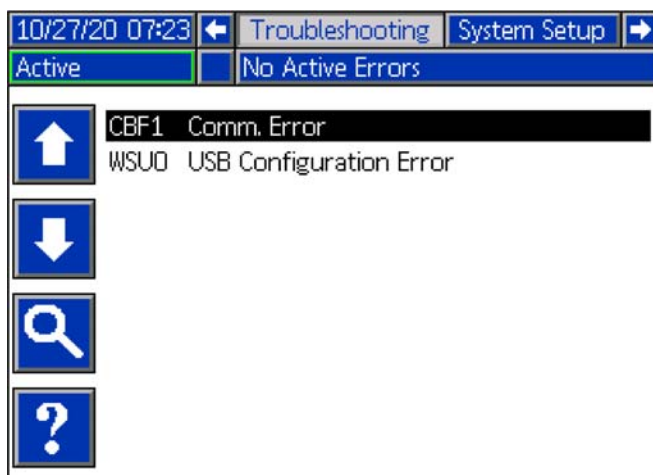 10/27/20 07:23 Troubleshooting System Setup
Active No Active Errors
CBF1 Comm. Error
WSU0 USB Configuration Error
?